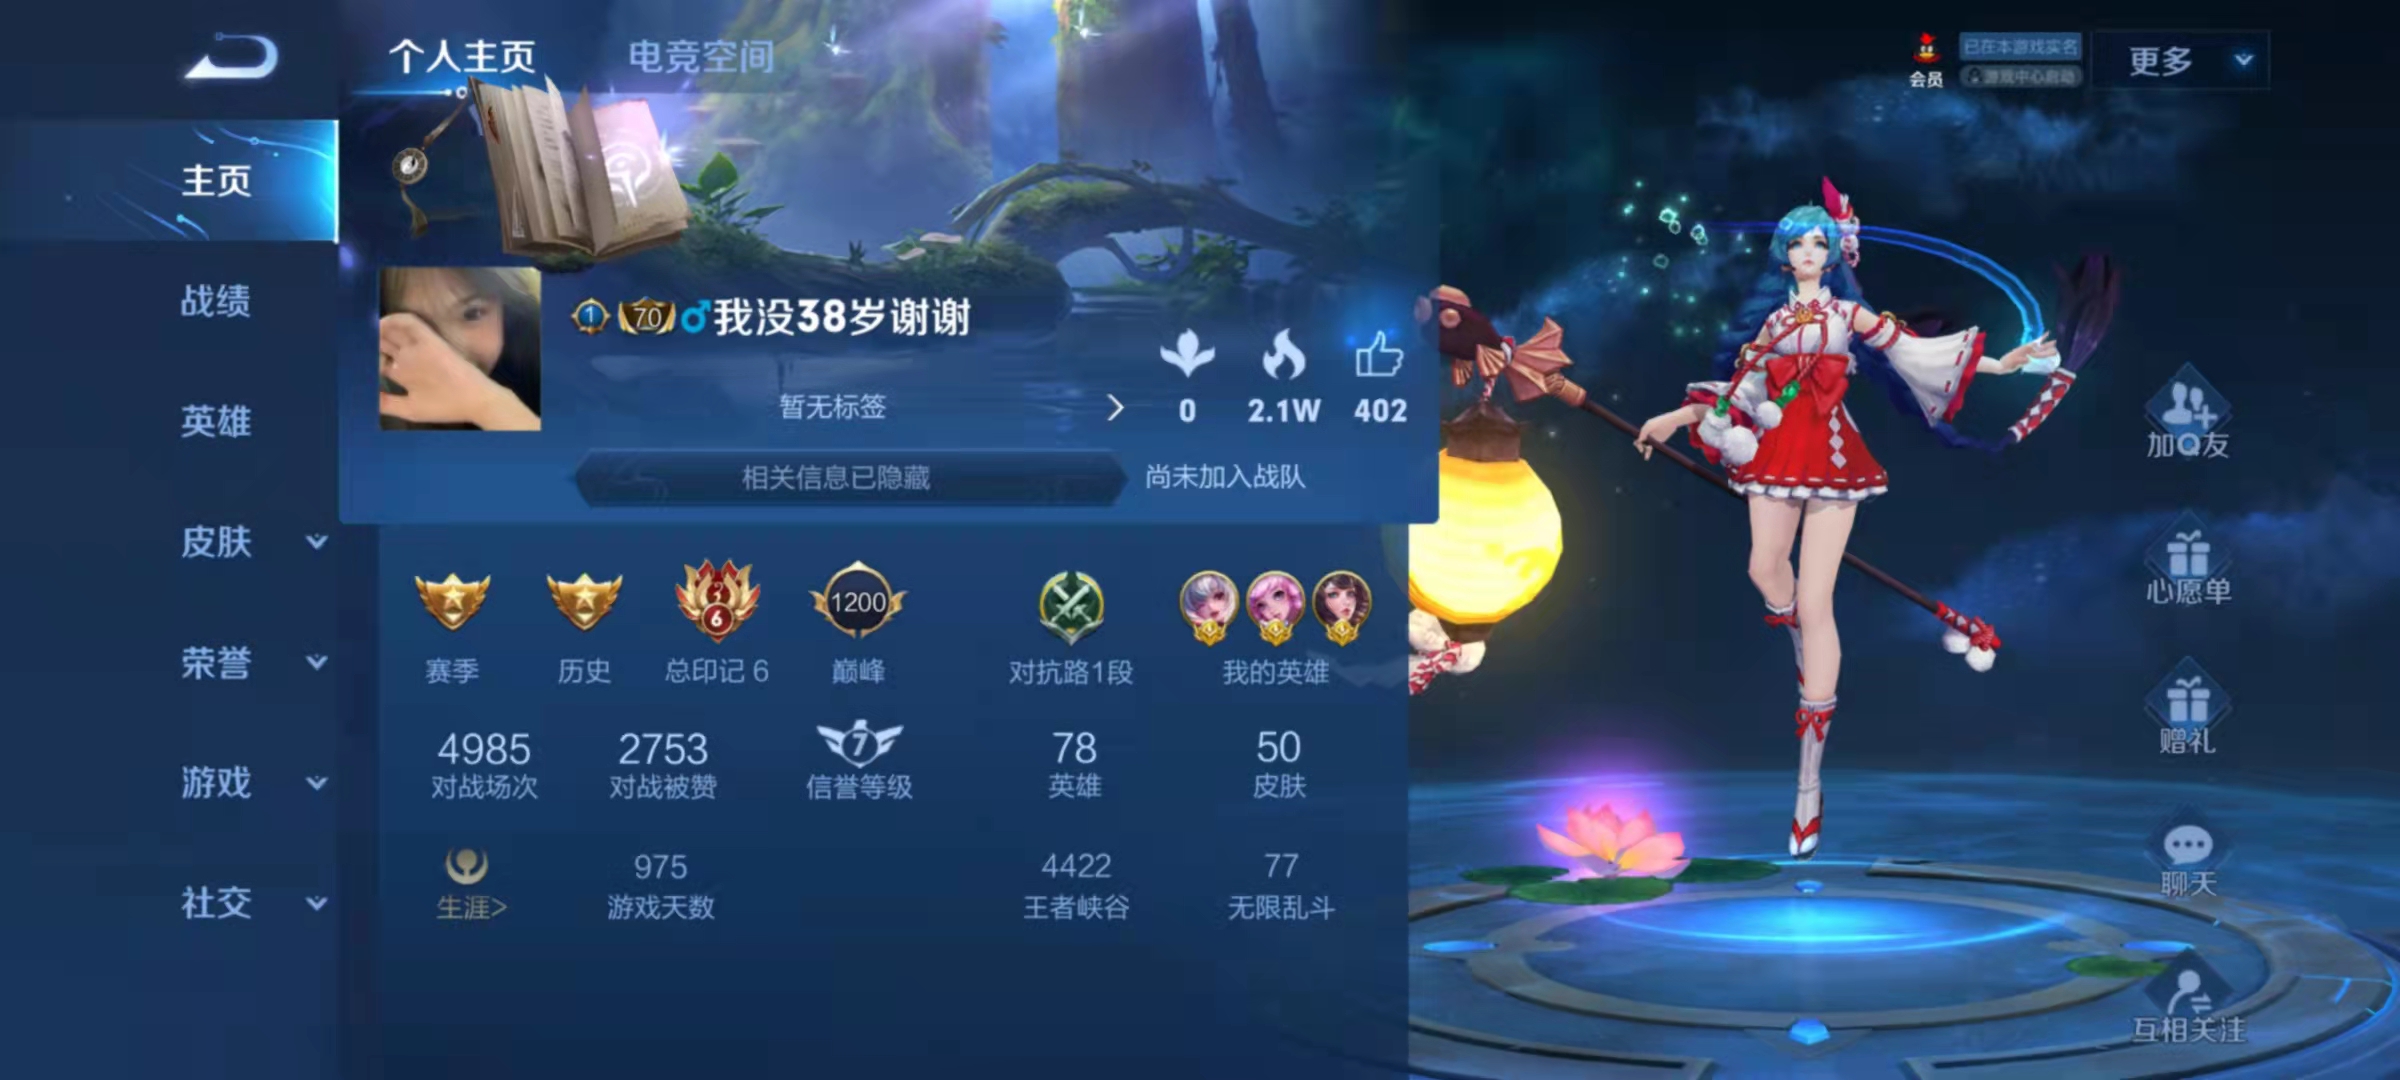 个人主页
电竞空间
会员
已在本游戏实名
游戏中心启动
更多
主页
战绩
英雄
皮肤
荣誉
游戏
社交
1
70
我没38岁谢谢
暂无标签
0
2.1W
402
相关信息已隐藏
尚未加入战队
6
1200
赛季
历史
总印记 6
巅峰
对抗路1段
我的英雄
4985
2753
7
78
50
对战场次
对战被赞
信誉等级
英雄
皮肤
975
4422
77
生涯>
游戏天数
王者峡谷
无限乱斗
加Q友
心愿单
赠礼
聊天
互相关注